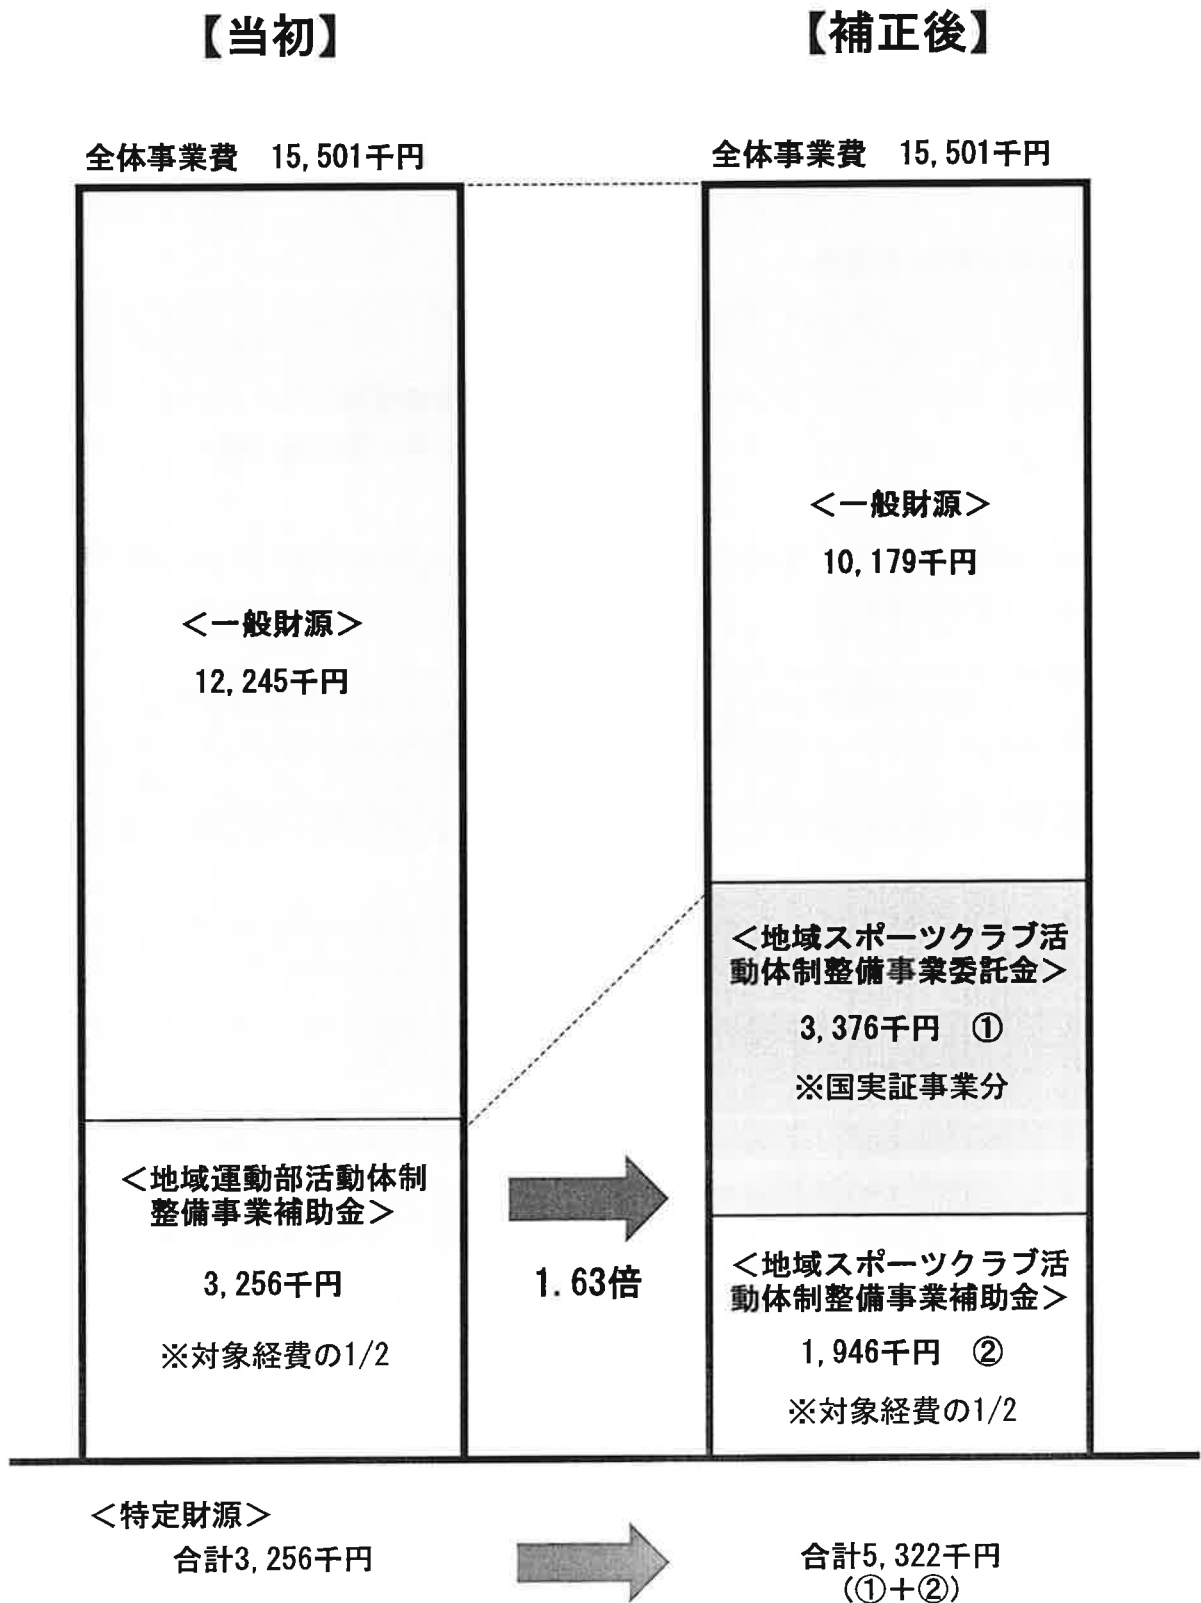 【当初】
【補正後】
全体事業費　15,501千円
全体事業費　15,501千円
＜一般財源＞
12,245千円
＜地域運動部活動体制
整備事業補助金＞
3,256千円
※対象経費の1/2
1.63倍
＜一般財源＞
10,179千円
＜地域スポーツクラブ活
動体制整備事業委託金＞
3,376千円　①
※国実証事業分
＜地域スポーツクラブ活
動体制整備事業補助金＞
1,946千円　②
※対象経費の1/2
＜特定財源＞
合計3,256千円
合計5,322千円
(①＋②)